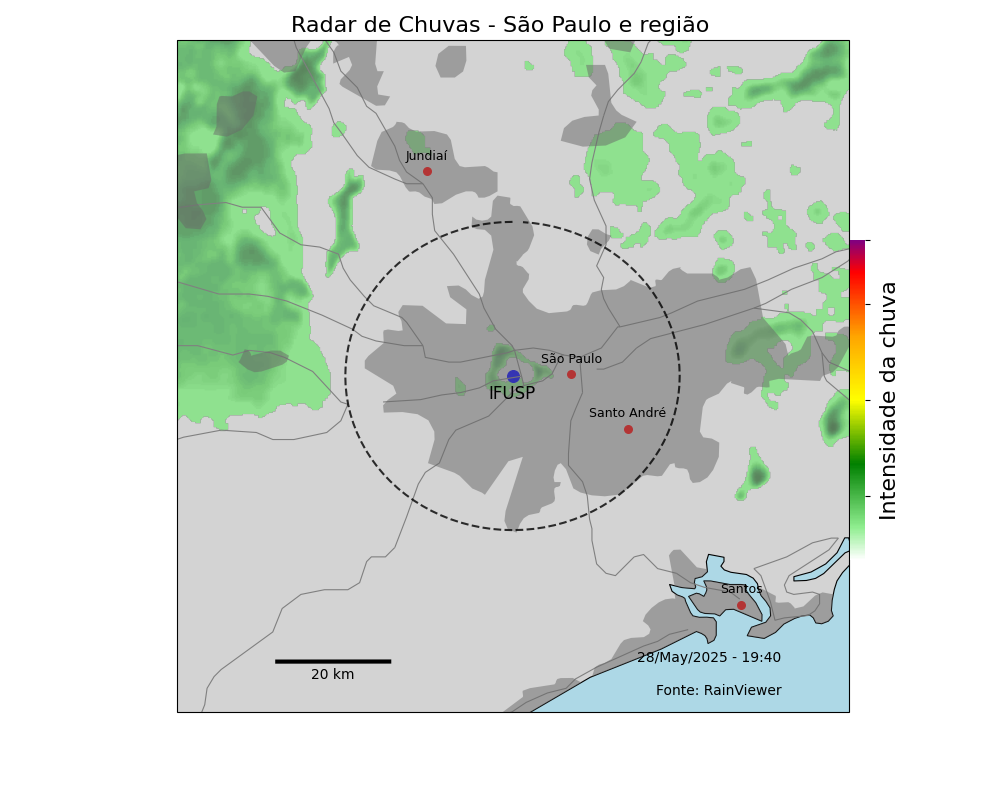 Radar de Chuvas - São Paulo e região
Jundiaí
São Paulo
IFUSP
Santo André
Intensidade da chuva
Santos
28/May/2025 - 19:40
20 km
Fonte: RainViewer